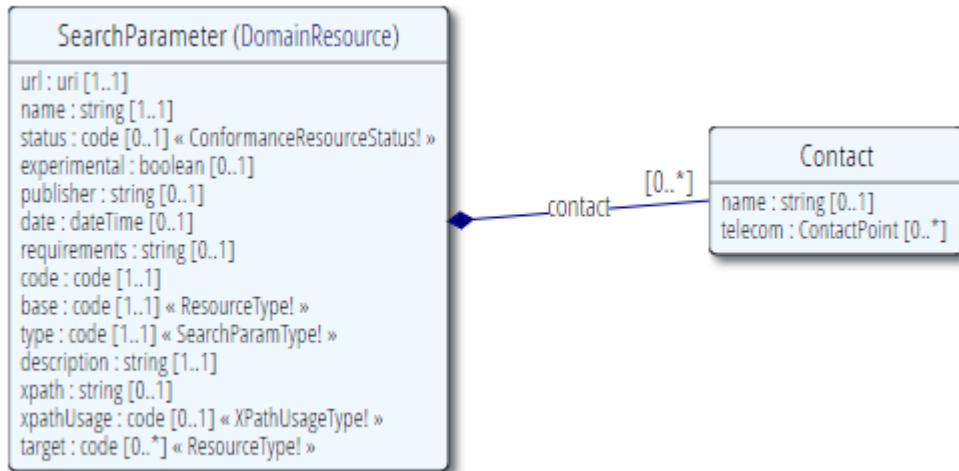 SearchParameter (DomainResource)
url : uri [1..1]
name : string [1..1]
status : code [0..1] « ConformanceResourceStatus! »
experimental : boolean [0..1]
publisher : string [0..1]
date : dateTime [0..1]
requirements : string [0..1]
code : code [1..1]
base : code [1..1] « ResourceType! »
type : code [1..1] « SearchParamType! »
description : string [1..1]
xpath : string [0..1]
xpathUsage : code [0..1] « XPathUsageType! »
target : code [0..*] « ResourceType! »
contact
[0..*]
Contact
name : string [0..1]
telecom : ContactPoint [0..*]